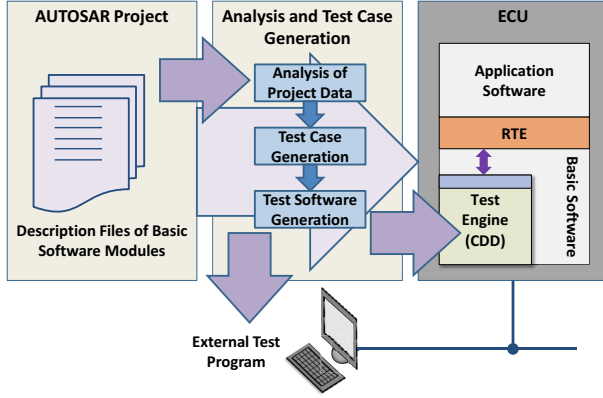 AUTOSAR Project
Description Files of Basic
Software Modules
Analysis and Test Case
Generation
Analysis of
Project Data
Test Case
Generation
Test Software
Generation
External Test
Program
ECU
Application
Software
RTE
Basic Software
Test
Engine
(CDD)